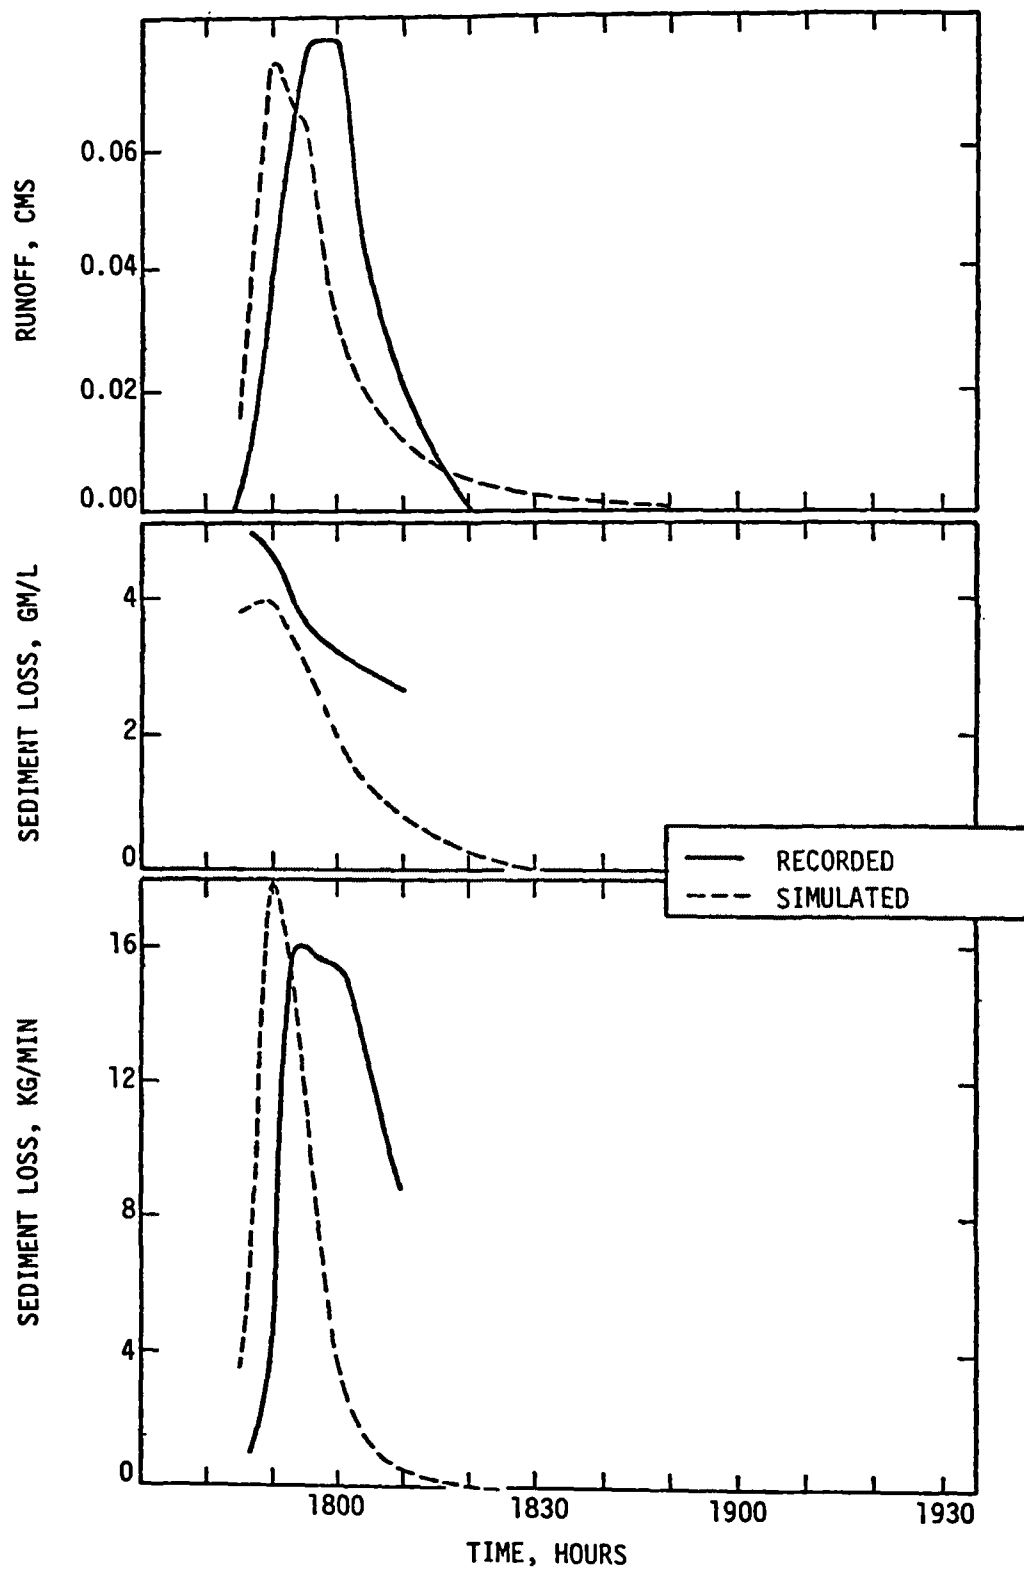 RUNOFF, CMS
0.06
0.04
0.02
0.00
SEDIMENT LOSS, GM/L
4
2
0
RECORDED
SIMULATED
SEDIMENT LOSS, KG/MIN
16
12
8
4
0
1800 1830 1900 1930
TIME, HOURS